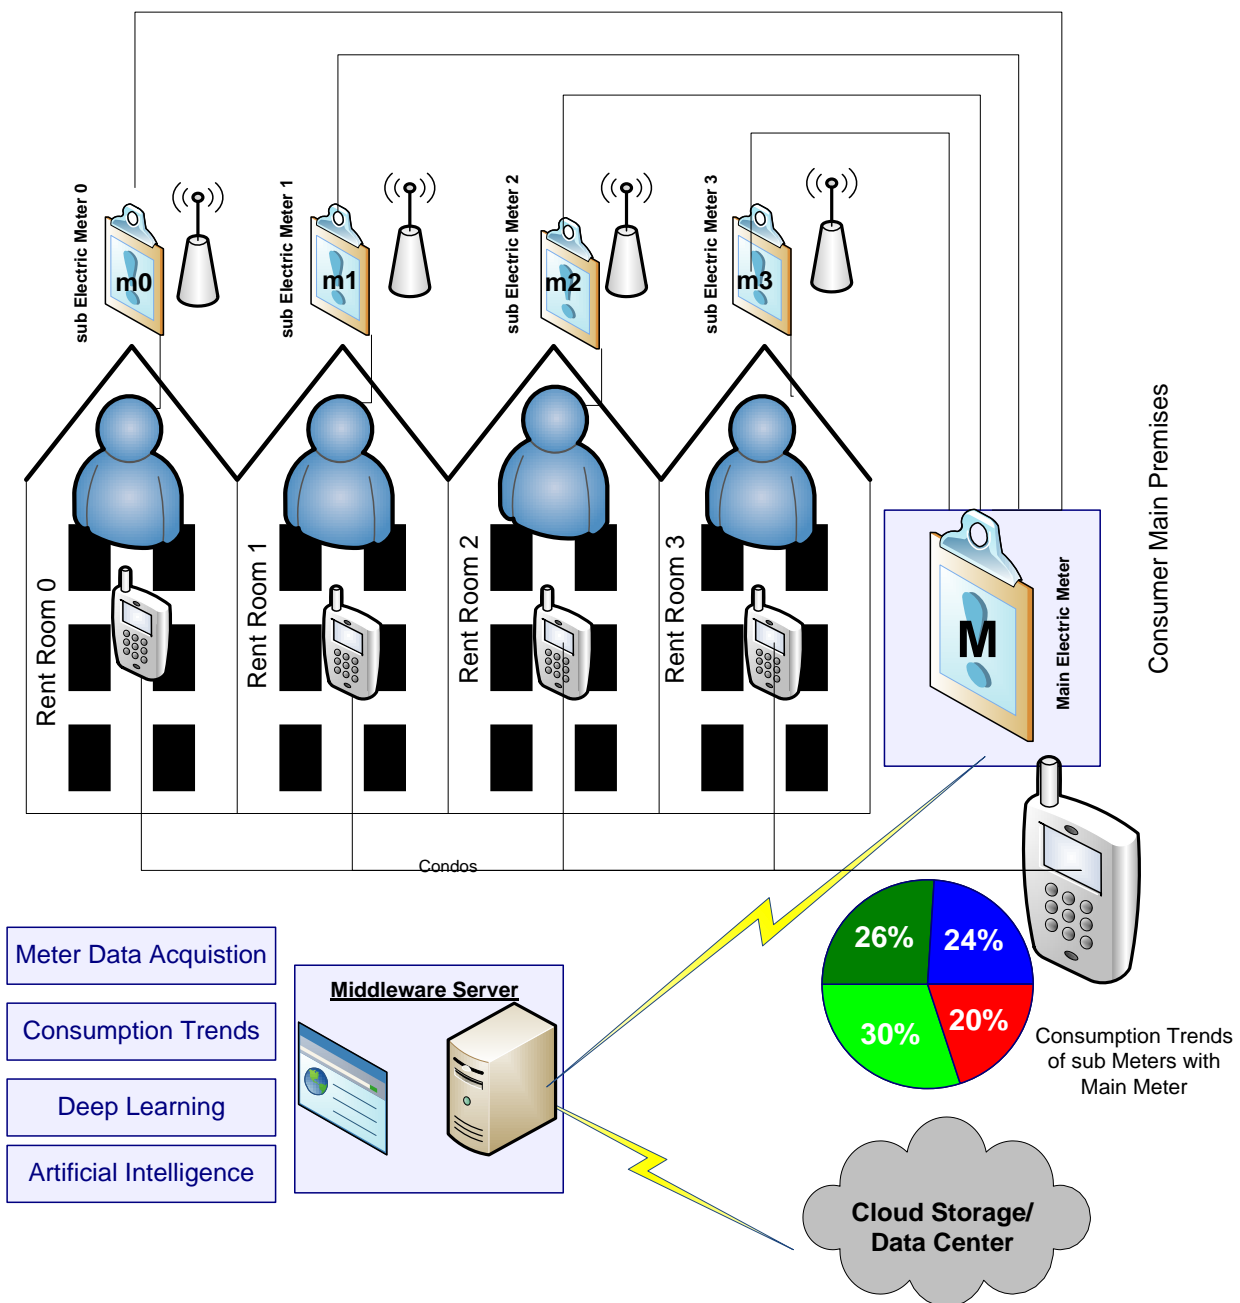 sub Electric Meter 0
m0
sub Electric Meter 1
m1
sub Electric Meter 2
m2
sub Electric Meter 3
m3
Rent Room 0
Rent Room 1
Rent Room 2
Rent Room 3
M
Main Electric Meter
Consumer Main Premises
Condos
Meter Data Acquistion
Consumption Trends
Deep Learning
Artificial Intelligence
Middleware Server
26%
24%
30%
20%
Consumption Trends
of sub Meters with
Main Meter
Cloud Storage/
Data Center